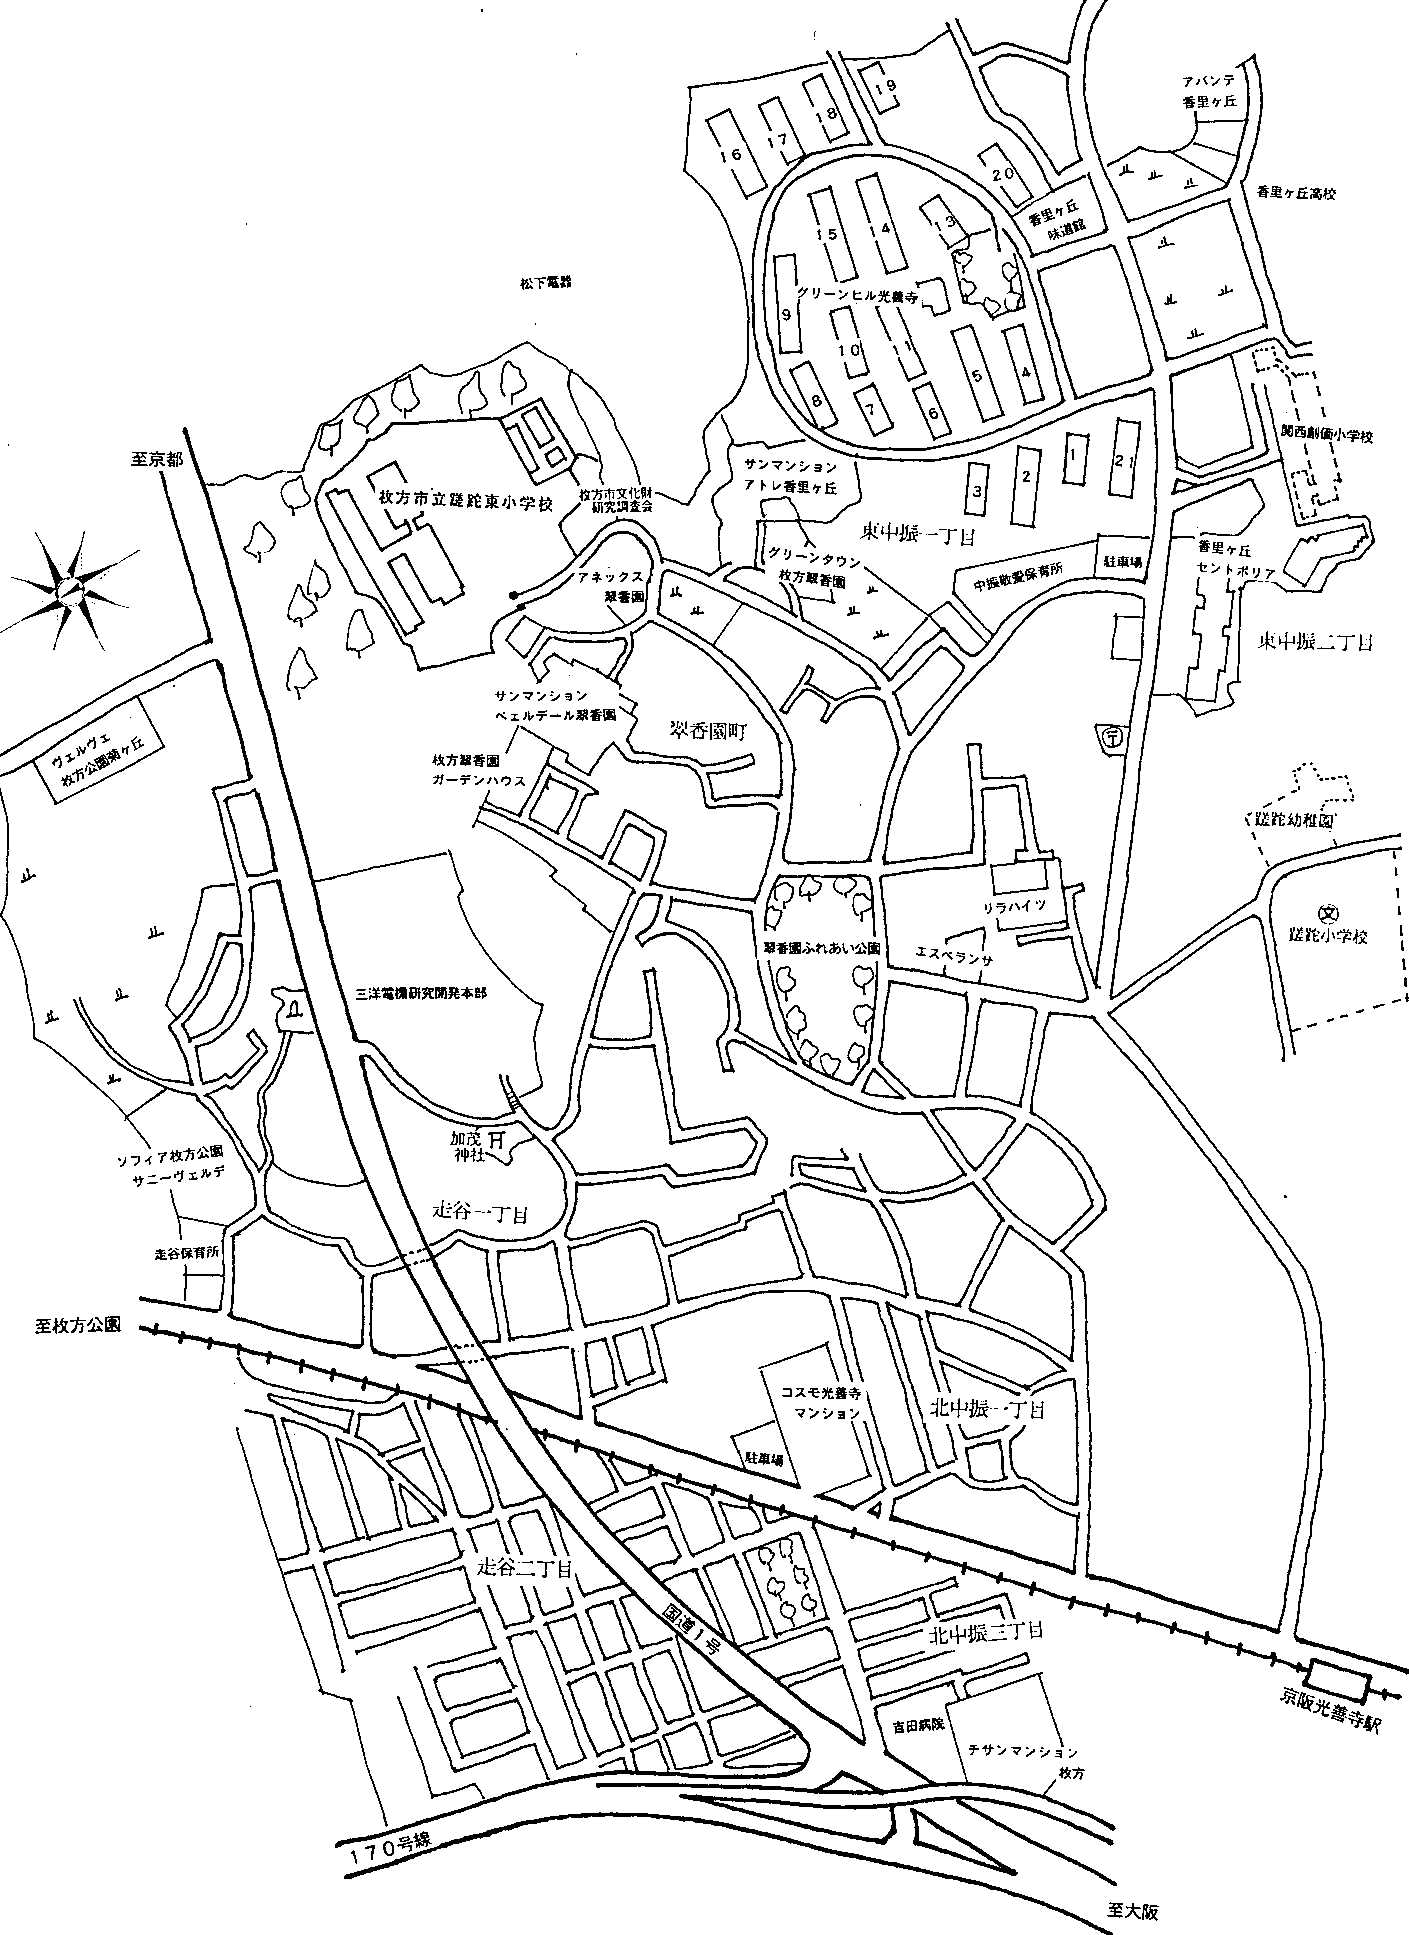 アバンテ
香里ヶ丘
19
18
17
16
20
香里ヶ丘
味道館
香里ヶ丘高校
15
14
13
松下電器
グリーンヒル光善寺
9
10
11
5
4
8
7
6
関西創価小学校
至京都
サンマンション
アトレ香里ヶ丘
1
21
2
3
枚方市立蹉跎東小学校
枚方市文化財
研究調査会
東中振一丁目
グリーンタウン
枚方翠香園
アネックス
翠香園
中振敬愛保育所
駐車場
香里ヶ丘
セントポリア
東中振二丁目
サンマンション
ベェルデール翠香園
翠香園町
ヴェルヴェ
枚方公園菊ヶ丘
枚方翠香園
ガーデンハウス
〒
蹉跎幼稚園
リラハイツ
文
蹉跎小学校
翠香園ふれあい公園
エスペランサ
三洋電機研究開発本部
加茂
神社
ソフィア枚方公園
サニーヴェルデ
走谷一丁目
走谷保育所
至枚方公園
コスモ光善寺
マンション
北中振一丁目
駐車場
走谷二丁目
国道1号
北中振三丁目
京阪光善寺駅
吉田病院
チサンマンション
枚方
170号線
至大阪